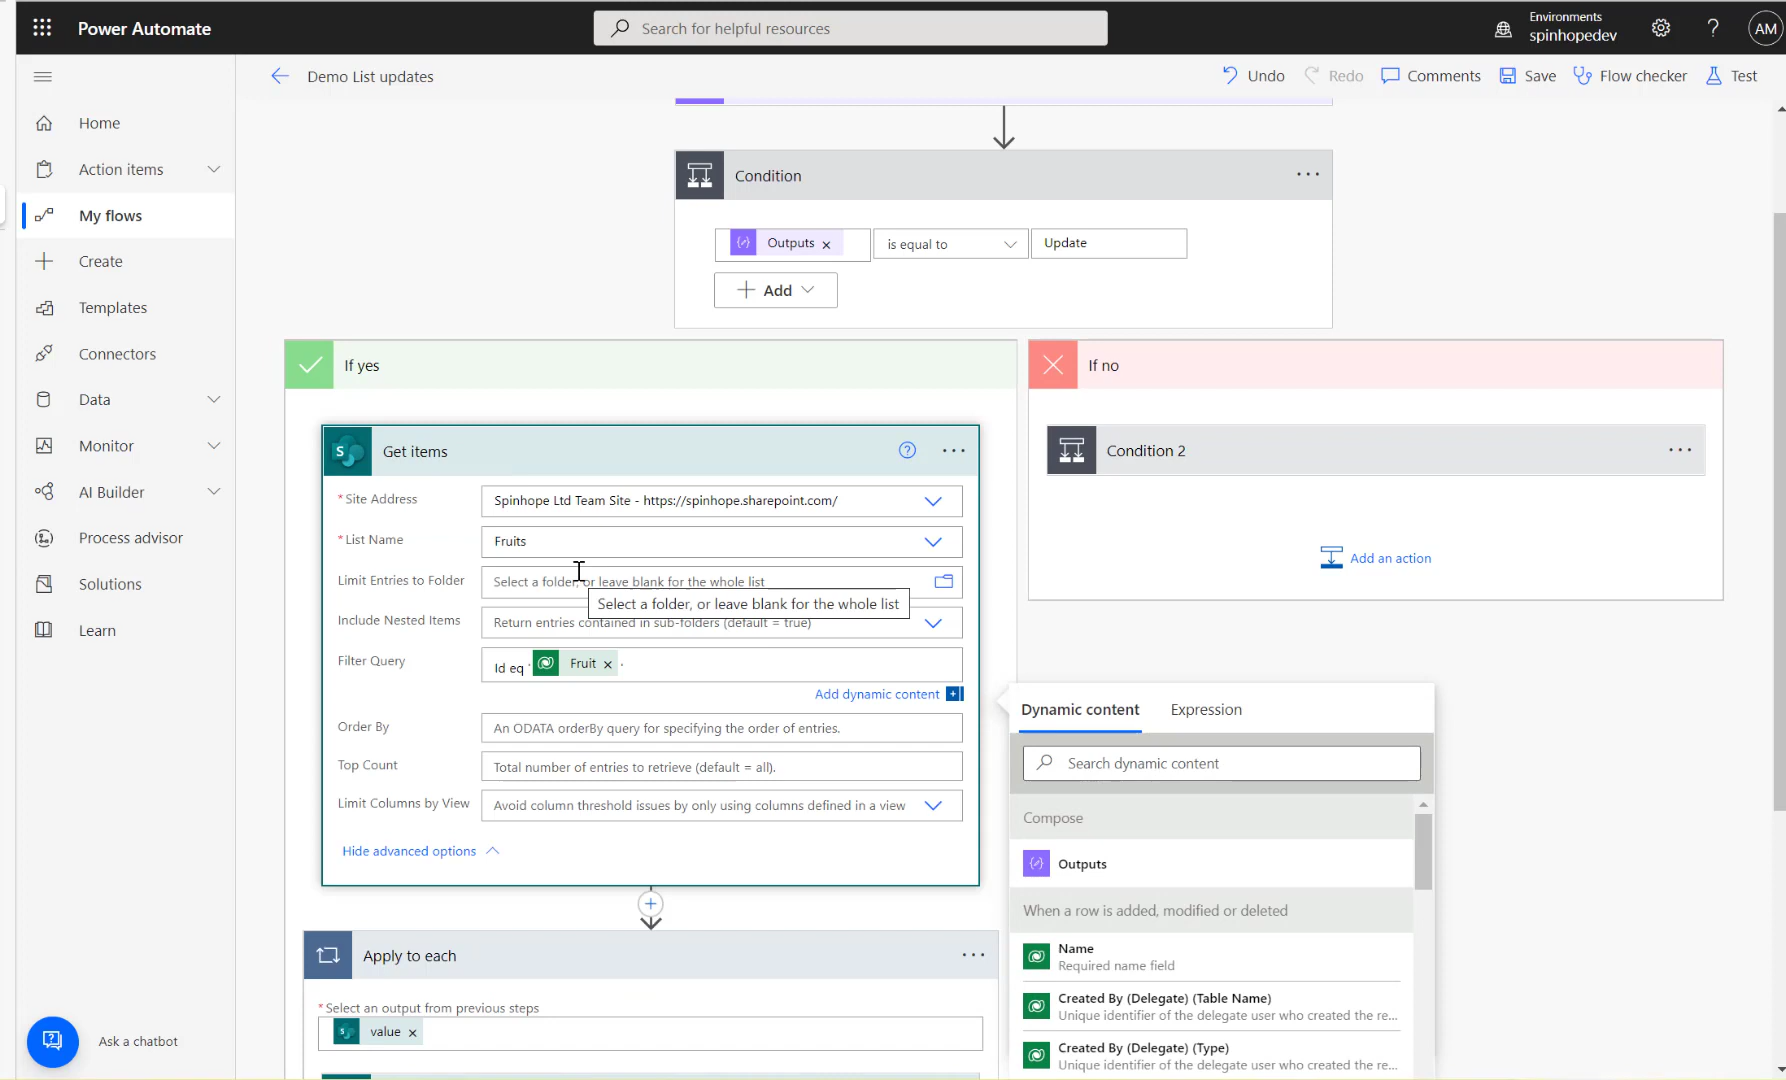 Power Automate
Search for helpful resources
Environments
spinhopedev
?
AM
Demo List updates
Undo
Redo
Comments
Save
Flow checker
Test
Home
Action items
My flows
Create
Templates
Connectors
Data
Monitor
AI Builder
Process advisor
Solutions
Learn
Ask a chatbot
Condition
Outputs ×
is equal to
Update
Add
If yes
S
Get items
?
* Site Address
Spinhope Ltd Team Site - https://spinhope.sharepoint.com/
* List Name
Fruits
Limit Entries to Folder
Select a folder, or leave blank for the whole list
Select a folder, or leave blank for the whole list
Include Nested Items
Return entries contained in sub-folders (default = true)
Filter Query
Id eq ' Fruit × '
Add dynamic content
Order By
An ODATA orderBy query for specifying the order of entries.
Top Count
Total number of entries to retrieve (default = all).
Limit Columns by View
Avoid column threshold issues by only using columns defined in a view
Hide advanced options
Apply to each
* Select an output from previous steps
value ×
If no
Condition 2
Add an action
Dynamic content
Expression
Search dynamic content
Compose
Outputs
When a row is added, modified or deleted
Name
Required name field
Created By (Delegate) (Table Name)
Unique identifier of the delegate user who created the re...
Created By (Delegate) (Type)
Unique identifier of the delegate user who created the re...